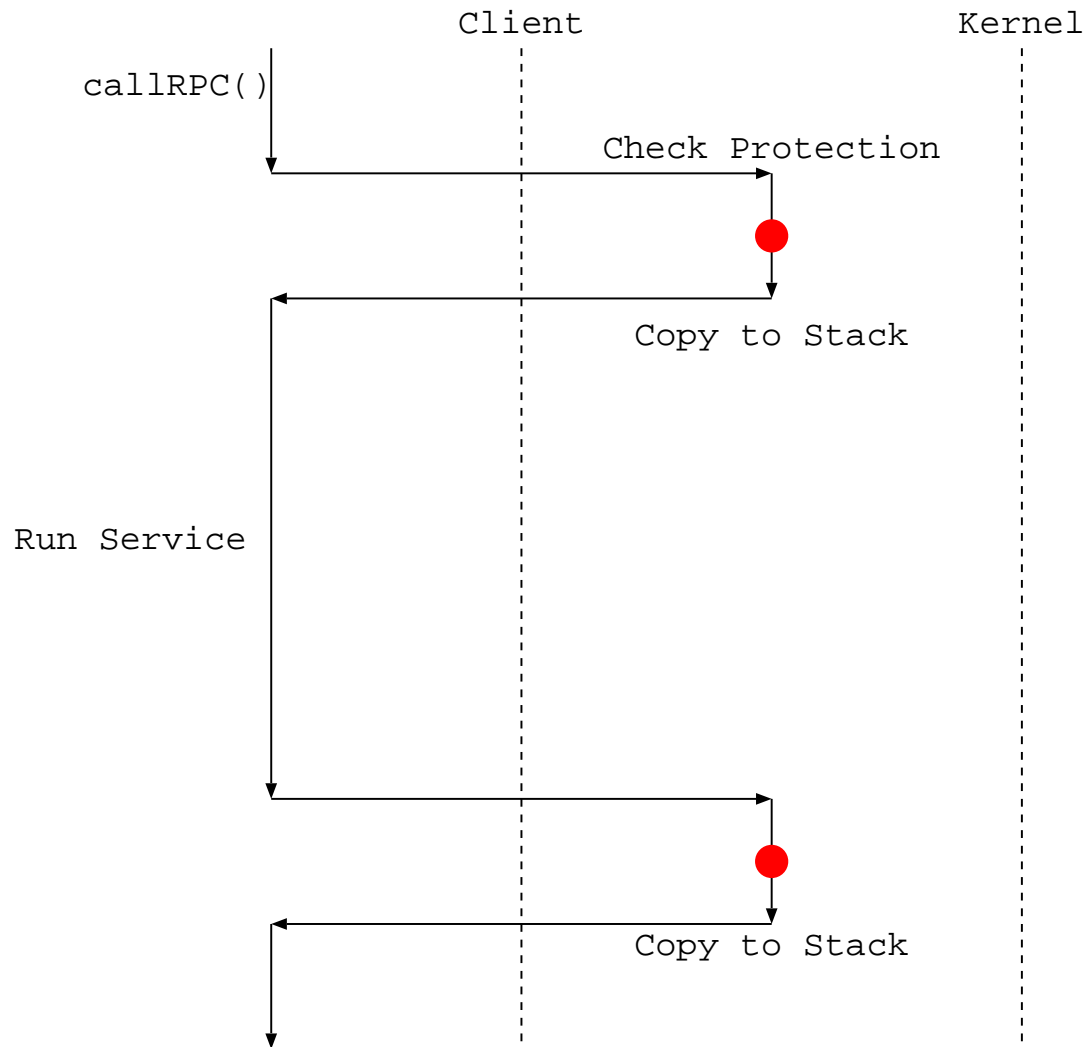 Client
Kernel
callRPC()
Check Protection
Copy to Stack
Run Service
Copy to Stack